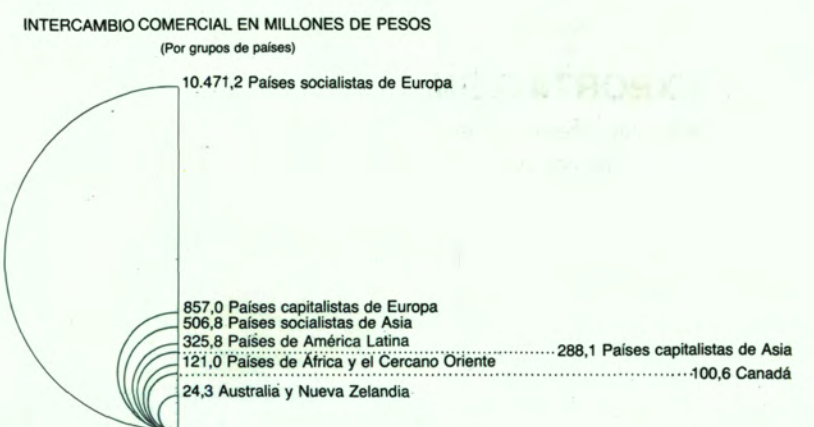 INTERCAMBIO COMERCIAL EN MILLONES DE PESOS
(Por grupos de países)
10.471,2 Países socialistas de Europa
857,0 Países capitalistas de Europa
506,8 Países socialistas de Asia
325,8 Países de América Latina
288,1 Países capitalistas de Asia
121,0 Países de África y el Cercano Oriente
100,6 Canadá
24,3 Australia y Nueva Zelandia